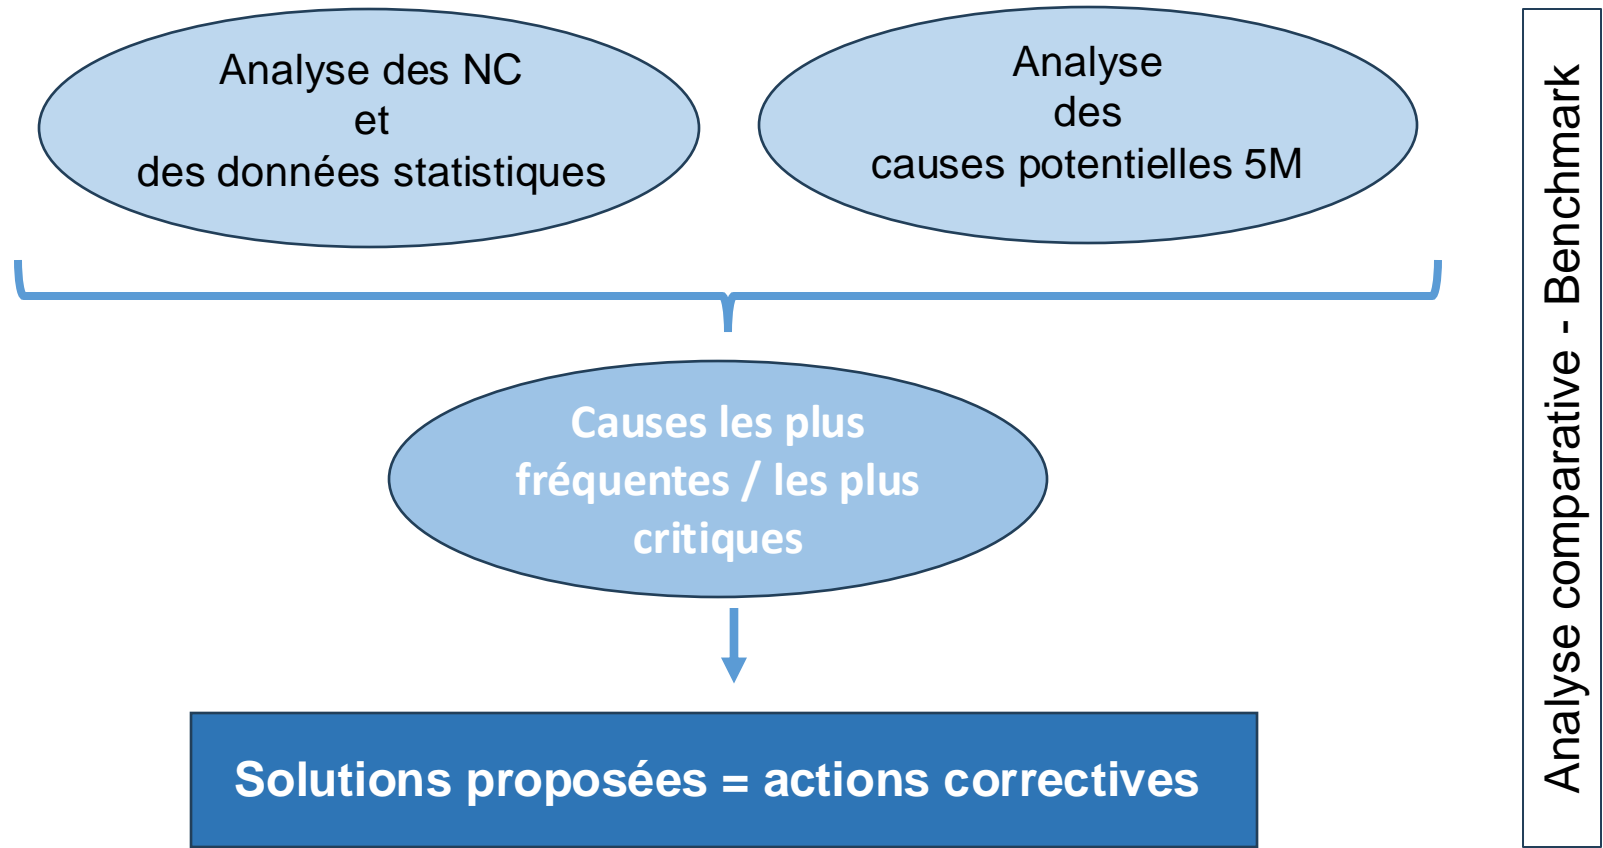 Analyse des NC
et
des données statistiques
Analyse
des
causes potentielles 5M
Causes les plus
fréquentes / les plus
critiques
Solutions proposées = actions correctives
Analyse comparative - Benchmark